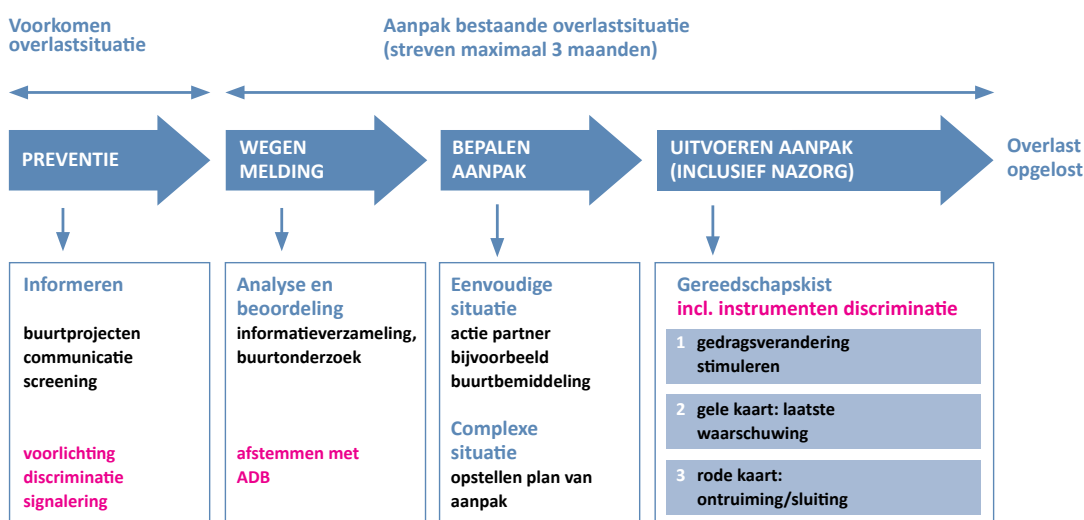 Voorkomen
overlastsituatie
Aanpak bestaande overlastsituatie
(streven maximaal 3 maanden)
PREVENTIE
WEGEN
MELDING
BEPALEN
AANPAK
UITVOEREN AANPAK
(INCLUSIEF NAZORG)
Overlast
opgelost
Informeren
buurtprojecten
communicatie
screening
voorlichting
discriminatie
signalering
Analyse en
beoordeling
informatieverzameling,
buurtonderzoek
afstemmen met
ADB
Eenvoudige
situatie
actie partner
bijvoorbeeld
buurtbemiddeling
Complexe
situatie
opstellen plan van
aanpak
Gereedschapskist
incl. instrumenten discriminatie
1 gedragsverandering
stimuleren
2 gele kaart: laatste
waarschuwing
3 rode kaart:
ontruiming/sluiting